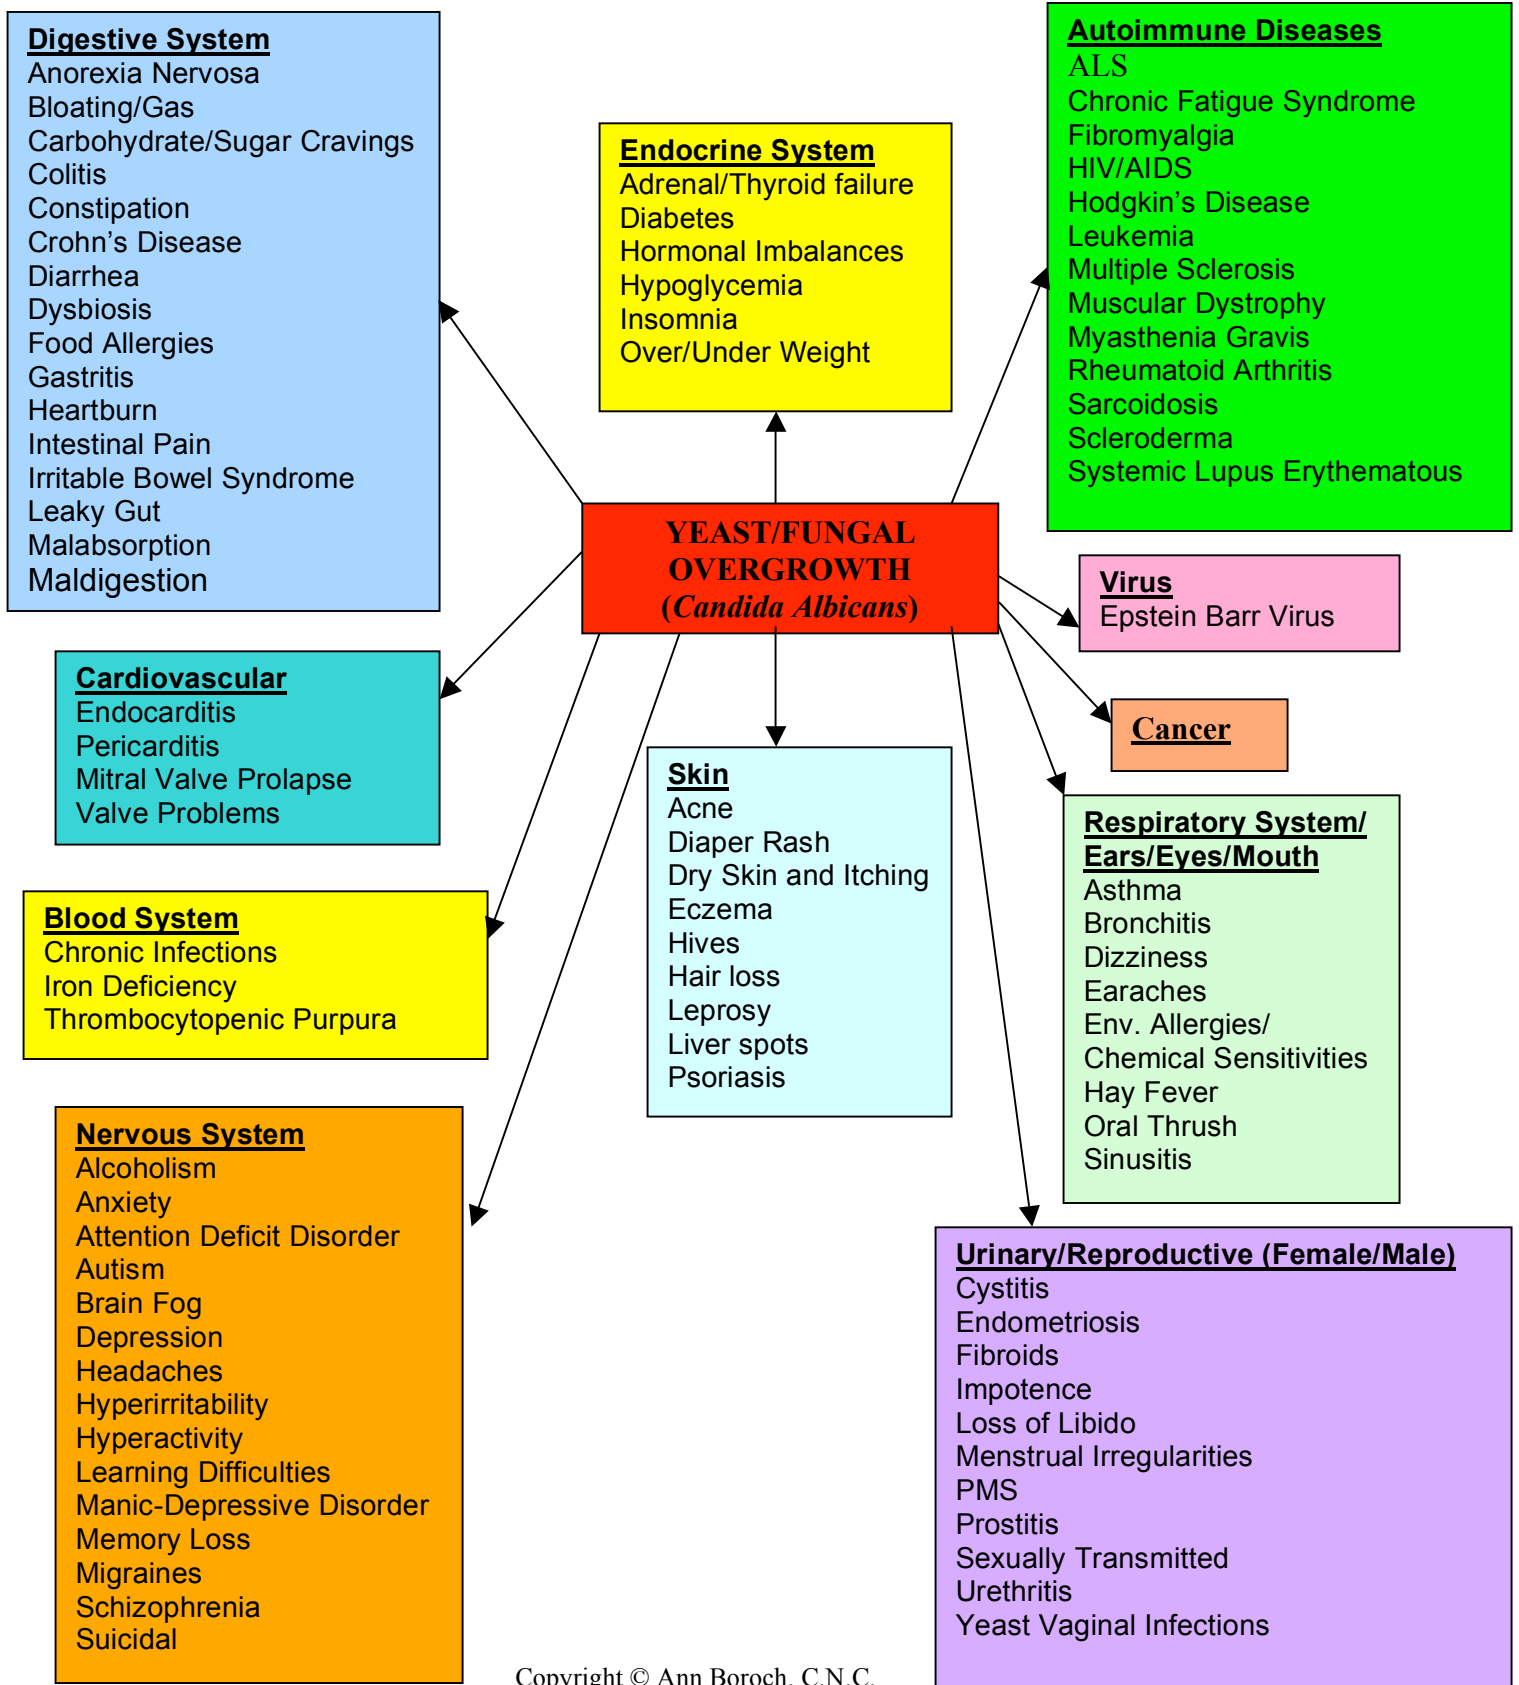 Digestive System
Anorexia Nervosa
Bloating/Gas
Carbohydrate/Sugar Cravings
Colitis
Constipation
Crohn's Disease
Diarrhea
Dysbiosis
Food Allergies
Gastritis
Heartburn
Intestinal Pain
Irritable Bowel Syndrome
Leaky Gut
Malabsorption
Maldigestion
Endocrine System
Adrenal/Thyroid failure
Diabetes
Hormonal Imbalances
Hypoglycemia
Insomnia
Over/Under Weight
Autoimmune Diseases
ALS
Chronic Fatigue Syndrome
Fibromyalgia
HIV/AIDS
Hodgkin's Disease
Leukemia
Multiple Sclerosis
Muscular Dystrophy
Myasthenia Gravis
Rheumatoid Arthritis
Sarcoidosis
Scleroderma
Systemic Lupus Erythematous
YEAST/FUNGAL
OVERGROWTH
(Candida Albicans)
Virus
Epstein Barr Virus
Cancer
Cardiovascular
Endocarditis
Pericarditis
Mitral Valve Prolapse
Valve Problems
Skin
Acne
Diaper Rash
Dry Skin and Itching
Eczema
Hives
Hair loss
Leprosy
Liver spots
Psoriasis
Respiratory System/
Ears/Eyes/Mouth
Asthma
Bronchitis
Dizziness
Earaches
Env. Allergies/
Chemical Sensitivities
Hay Fever
Oral Thrush
Sinusitis
Blood System
Chronic Infections
Iron Deficiency
Thrombocytopenic Purpura
Nervous System
Alcoholism
Anxiety
Attention Deficit Disorder
Autism
Brain Fog
Depression
Headaches
Hyperirritability
Hyperactivity
Learning Difficulties
Manic-Depressive Disorder
Memory Loss
Migraines
Schizophrenia
Suicidal
Urinary/Reproductive (Female/Male)
Cystitis
Endometriosis
Fibroids
Impotence
Loss of Libido
Menstrual Irregularities
PMS
Prostitis
Sexually Transmitted
Urethritis
Yeast Vaginal Infections
Copyright © Ann Boroch, C.N.C.